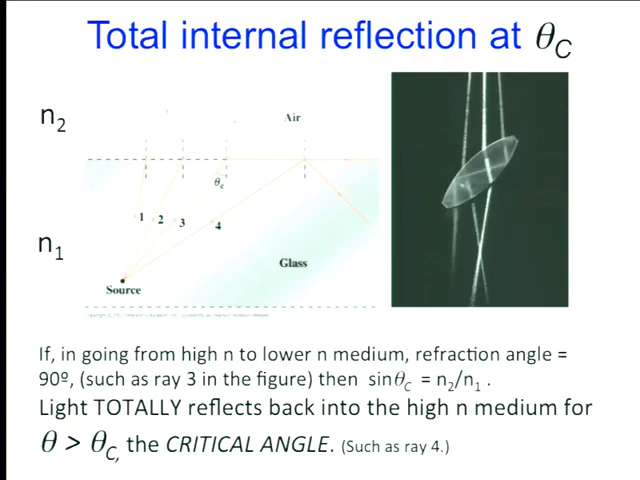 Total internal reflection at θC
n2
Air
θc
1 2 3 4
n1
Glass
Source
If, in going from high n to lower n medium, refraction angle =
90º, (such as ray 3 in the figure) then sinθC = n2/n1 .
Light TOTALLY reflects back into the high n medium for
θ > θC, the CRITICAL ANGLE. (Such as ray 4.)